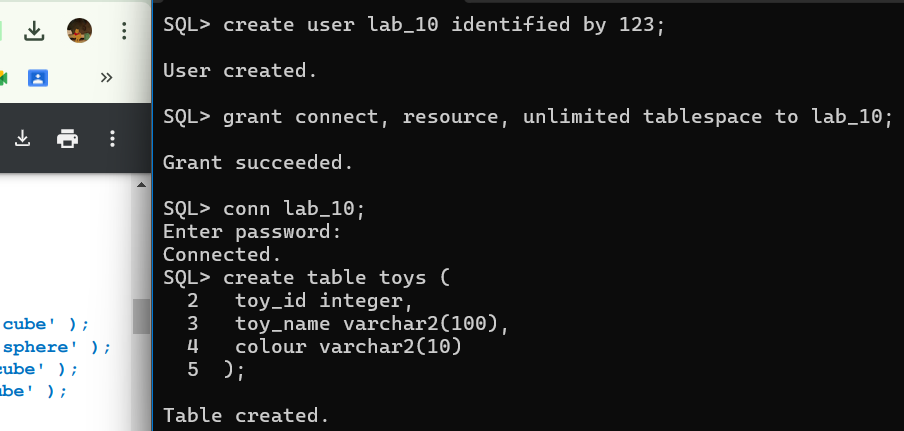 SQL> create user lab_10 identified by 123;
User created.
SQL> grant connect, resource, unlimited tablespace to lab_10;
Grant succeeded.
SQL> conn lab_10;
Enter password:
Connected.
SQL> create table toys (
2 toy_id integer,
3 toy_name varchar2(100),
4 colour varchar2(10)
5 );
Table created.
cube' );
sphere' );
cube' );
be' );